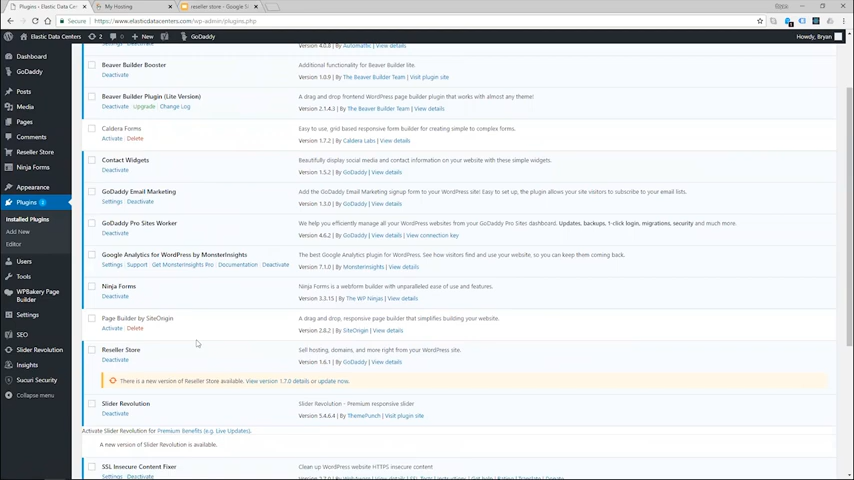 Plugins ‹ Elastic Data Cent
My Hosting
reseller store - Google S
Secure
https://www.elasticdatacenters.com/wp-admin/plugins.php
Elastic Data Centers
2
0
New
GoDaddy
Howdy, Bryan
Dashboard
GoDaddy
Posts
Media
Pages
Comments
Reseller Store
Ninja Forms
Appearance
Plugins
Installed Plugins
Add New
Editor
Users
Tools
WPBakery Page
Builder
Settings
SEO
Slider Revolution
Insights
Sucuri Security
Collapse menu
Version 4.0.8 | By Automattic | View details
Beaver Builder Booster
Deactivate
Additional functionality for Beaver Builder lite.
Version 1.0.9 | By The Beaver Builder Team | Visit plugin site
Beaver Builder Plugin (Lite Version)
Deactivate Upgrade Change Log
A drag and drop frontend WordPress page builder plugin that works with almost any theme!
Version 2.1.4.3 | By The Beaver Builder Team | View details
Caldera Forms
Activate | Delete
Easy to use, grid based responsive form builder for creating simple to complex forms.
Version 1.7.2 | By Caldera Labs | View details
Contact Widgets
Deactivate
Beautifully display social media and contact information on your website with these simple widgets.
Version 1.5.2 | By GoDaddy | View details
GoDaddy Email Marketing
Settings | Deactivate
Add the GoDaddy Email Marketing signup form to your WordPress site! Easy to set up, the plugin allows your site visitors to subscribe to your email lists.
Version 1.3.0 | By GoDaddy | View details
GoDaddy Pro Sites Worker
Deactivate
We help you efficiently manage all your WordPress websites from your GoDaddy Pro Sites dashboard. Updates, backups, 1-click login, migrations, security and much more.
Version 4.6.2 | By GoDaddy | View details | View connection key
Google Analytics for WordPress by MonsterInsights
Settings | Support | Get MonsterInsights Pro | Documentation | Deactivate
The best Google Analytics plugin for WordPress. See how visitors find and use your website, so you can keep them coming back.
Version 7.1.0 | By MonsterInsights | View details
Ninja Forms
Deactivate
Ninja Forms is a webform builder with unparalleled ease of use and features.
Version 3.3.15 | By The WP Ninjas | View details
Page Builder by SiteOrigin
Activate | Delete
A drag and drop, responsive page builder that simplifies building your website.
Version 2.8.2 | By SiteOrigin | View details
Reseller Store
Deactivate
Sell hosting, domains, and more right from your WordPress site.
Version 1.6.1 | By GoDaddy | View details
There is a new version of Reseller Store available. View version 1.7.0 details or update now.
Slider Revolution
Deactivate
Slider Revolution - Premium responsive slider
Version 5.4.6.4 | By ThemePunch | Visit plugin site
Activate Slider Revolution for Premium Benefits (e.g. Live Updates).
A new version of Slider Revolution is available.
SSL Insecure Content Fixer
Settings | Deactivate
Clean up WordPress website HTTPS insecure content